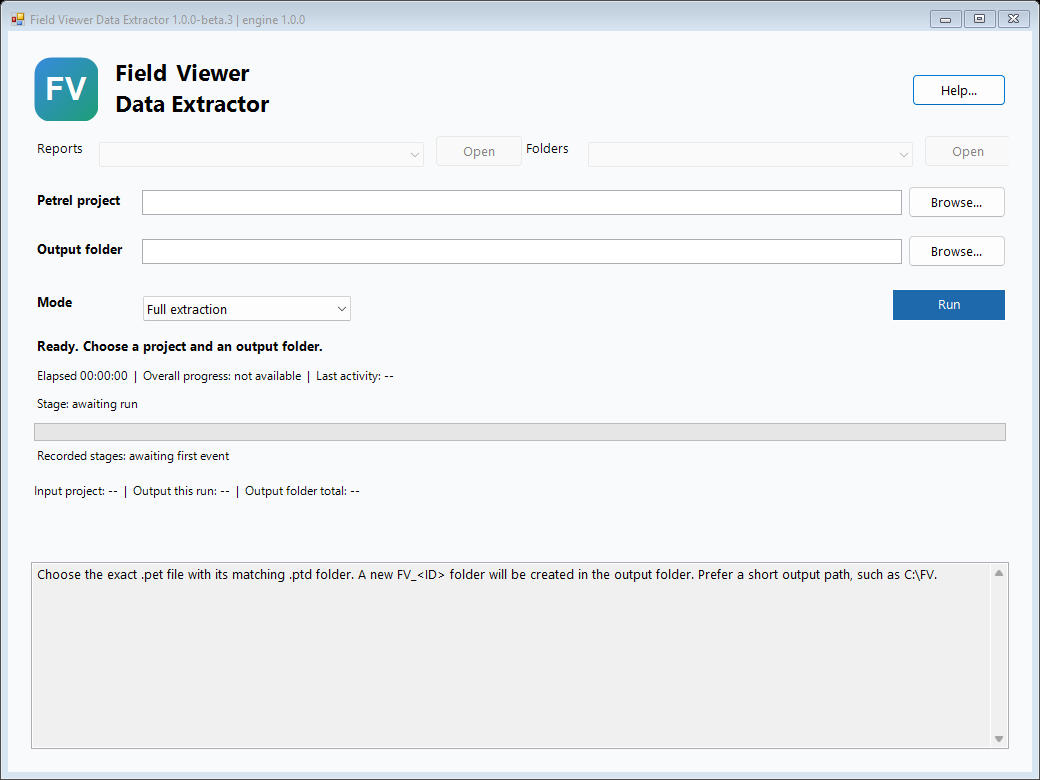 Field Viewer Data Extractor 1.0.0-beta.3 | engine 1.0.0
FV
Field Viewer
Data Extractor
Help...
Reports
Open
Folders
Open
Petrel project
Browse...
Output folder
Browse...
Mode
Full extraction
Run
Ready. Choose a project and an output folder.
Elapsed 00:00:00 | Overall progress: not available | Last activity: --
Stage: awaiting run
Recorded stages: awaiting first event
Input project: -- | Output this run: -- | Output folder total: --
Choose the exact .pet file with its matching .ptd folder. A new FV_<ID> folder will be created in the output folder. Prefer a short output path, such as C:\FV.